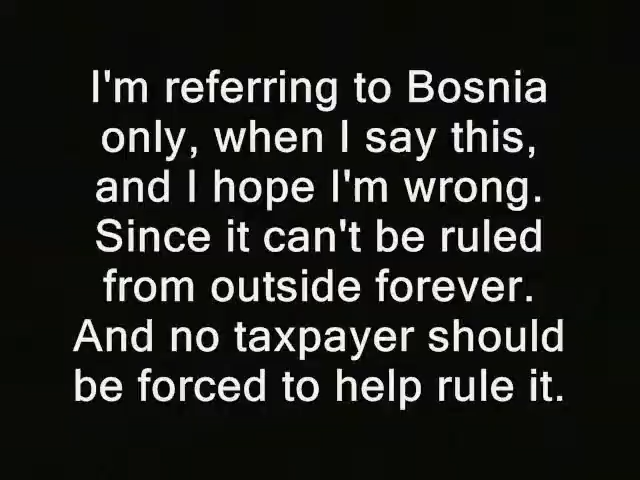 I'm referring to Bosnia
only, when I say this,
and I hope I'm wrong.
Since it can't be ruled
from outside forever.
And no taxpayer should
be forced to help rule it.